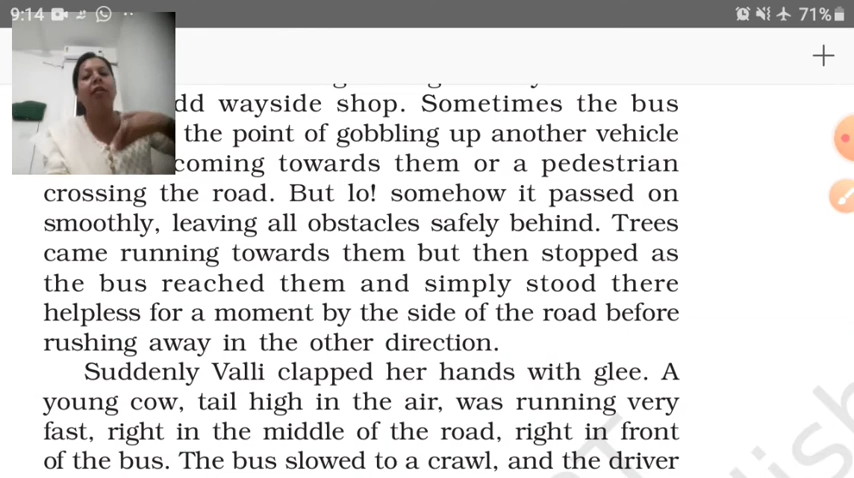 9:14
71%
dd wayside shop. Sometimes the bus
the point of gobbling up another vehicle
coming towards them or a pedestrian
crossing the road. But lo! somehow it passed on
smoothly, leaving all obstacles safely behind. Trees
came running towards them but then stopped as
the bus reached them and simply stood there
helpless for a moment by the side of the road before
rushing away in the other direction.
Suddenly Valli clapped her hands with glee. A
young cow, tail high in the air, was running very
fast, right in the middle of the road, right in front
of the bus. The bus slowed to a crawl, and the driver